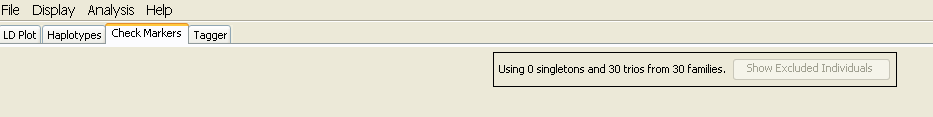 File Display Analysis Help
LD Plot Haplotypes Check Markers Tagger
Using 0 singletons and 30 trios from 30 families. Show Excluded Individuals